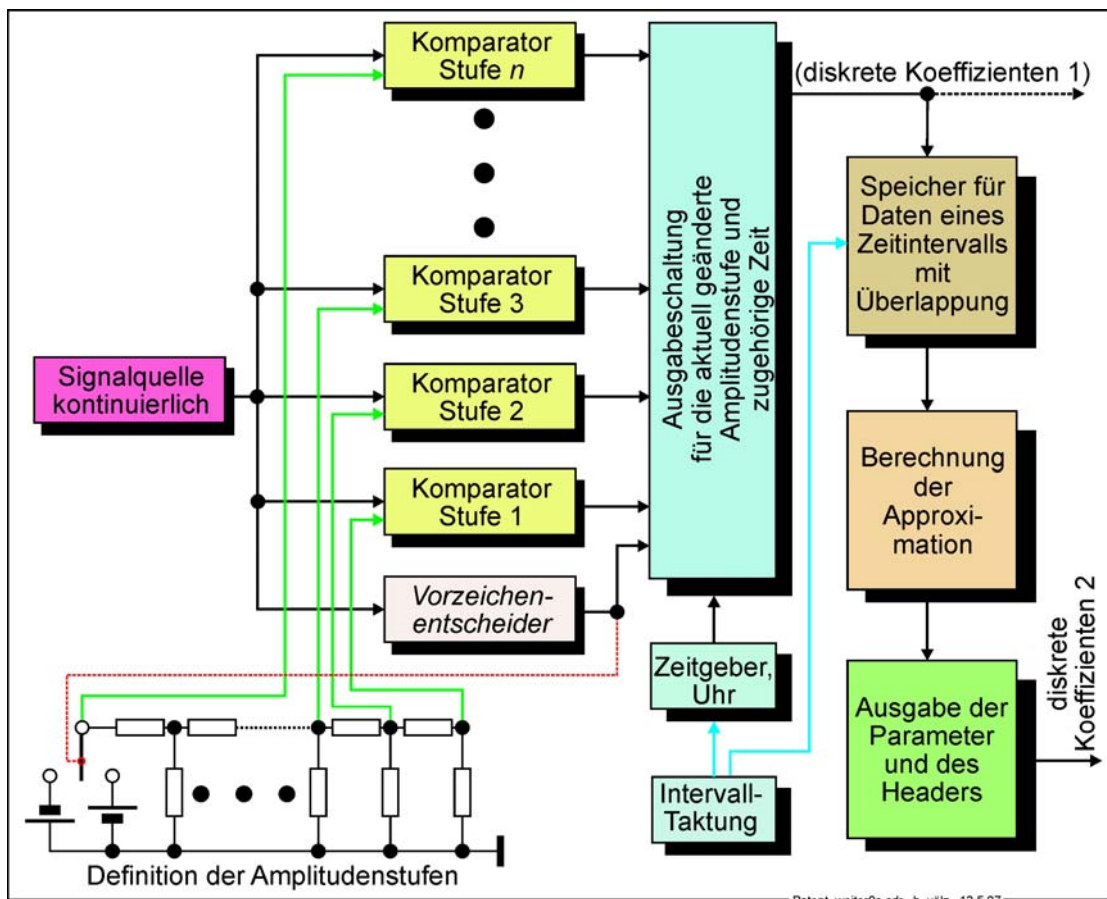 Komparator
Stufe n
(diskrete Koeffizienten 1)
Ausgabeschaltung
für die aktuell geänderte
Amplitudenstufe und
zugehörige Zeit
Speicher für
Daten eines
Zeitintervalls
mit
Überlappung
Komparator
Stufe 3
Signalquelle
kontinuierlich
Komparator
Stufe 2
Komparator
Stufe 1
Berechnung
der
Approxi-
mation
Vorzeichen-
entscheider
Zeitgeber,
Uhr
diskrete
Koeffizienten 2
Ausgabe der
Parameter
und des
Headers
Intervall-
Taktung
Definition der Amplitudenstufen